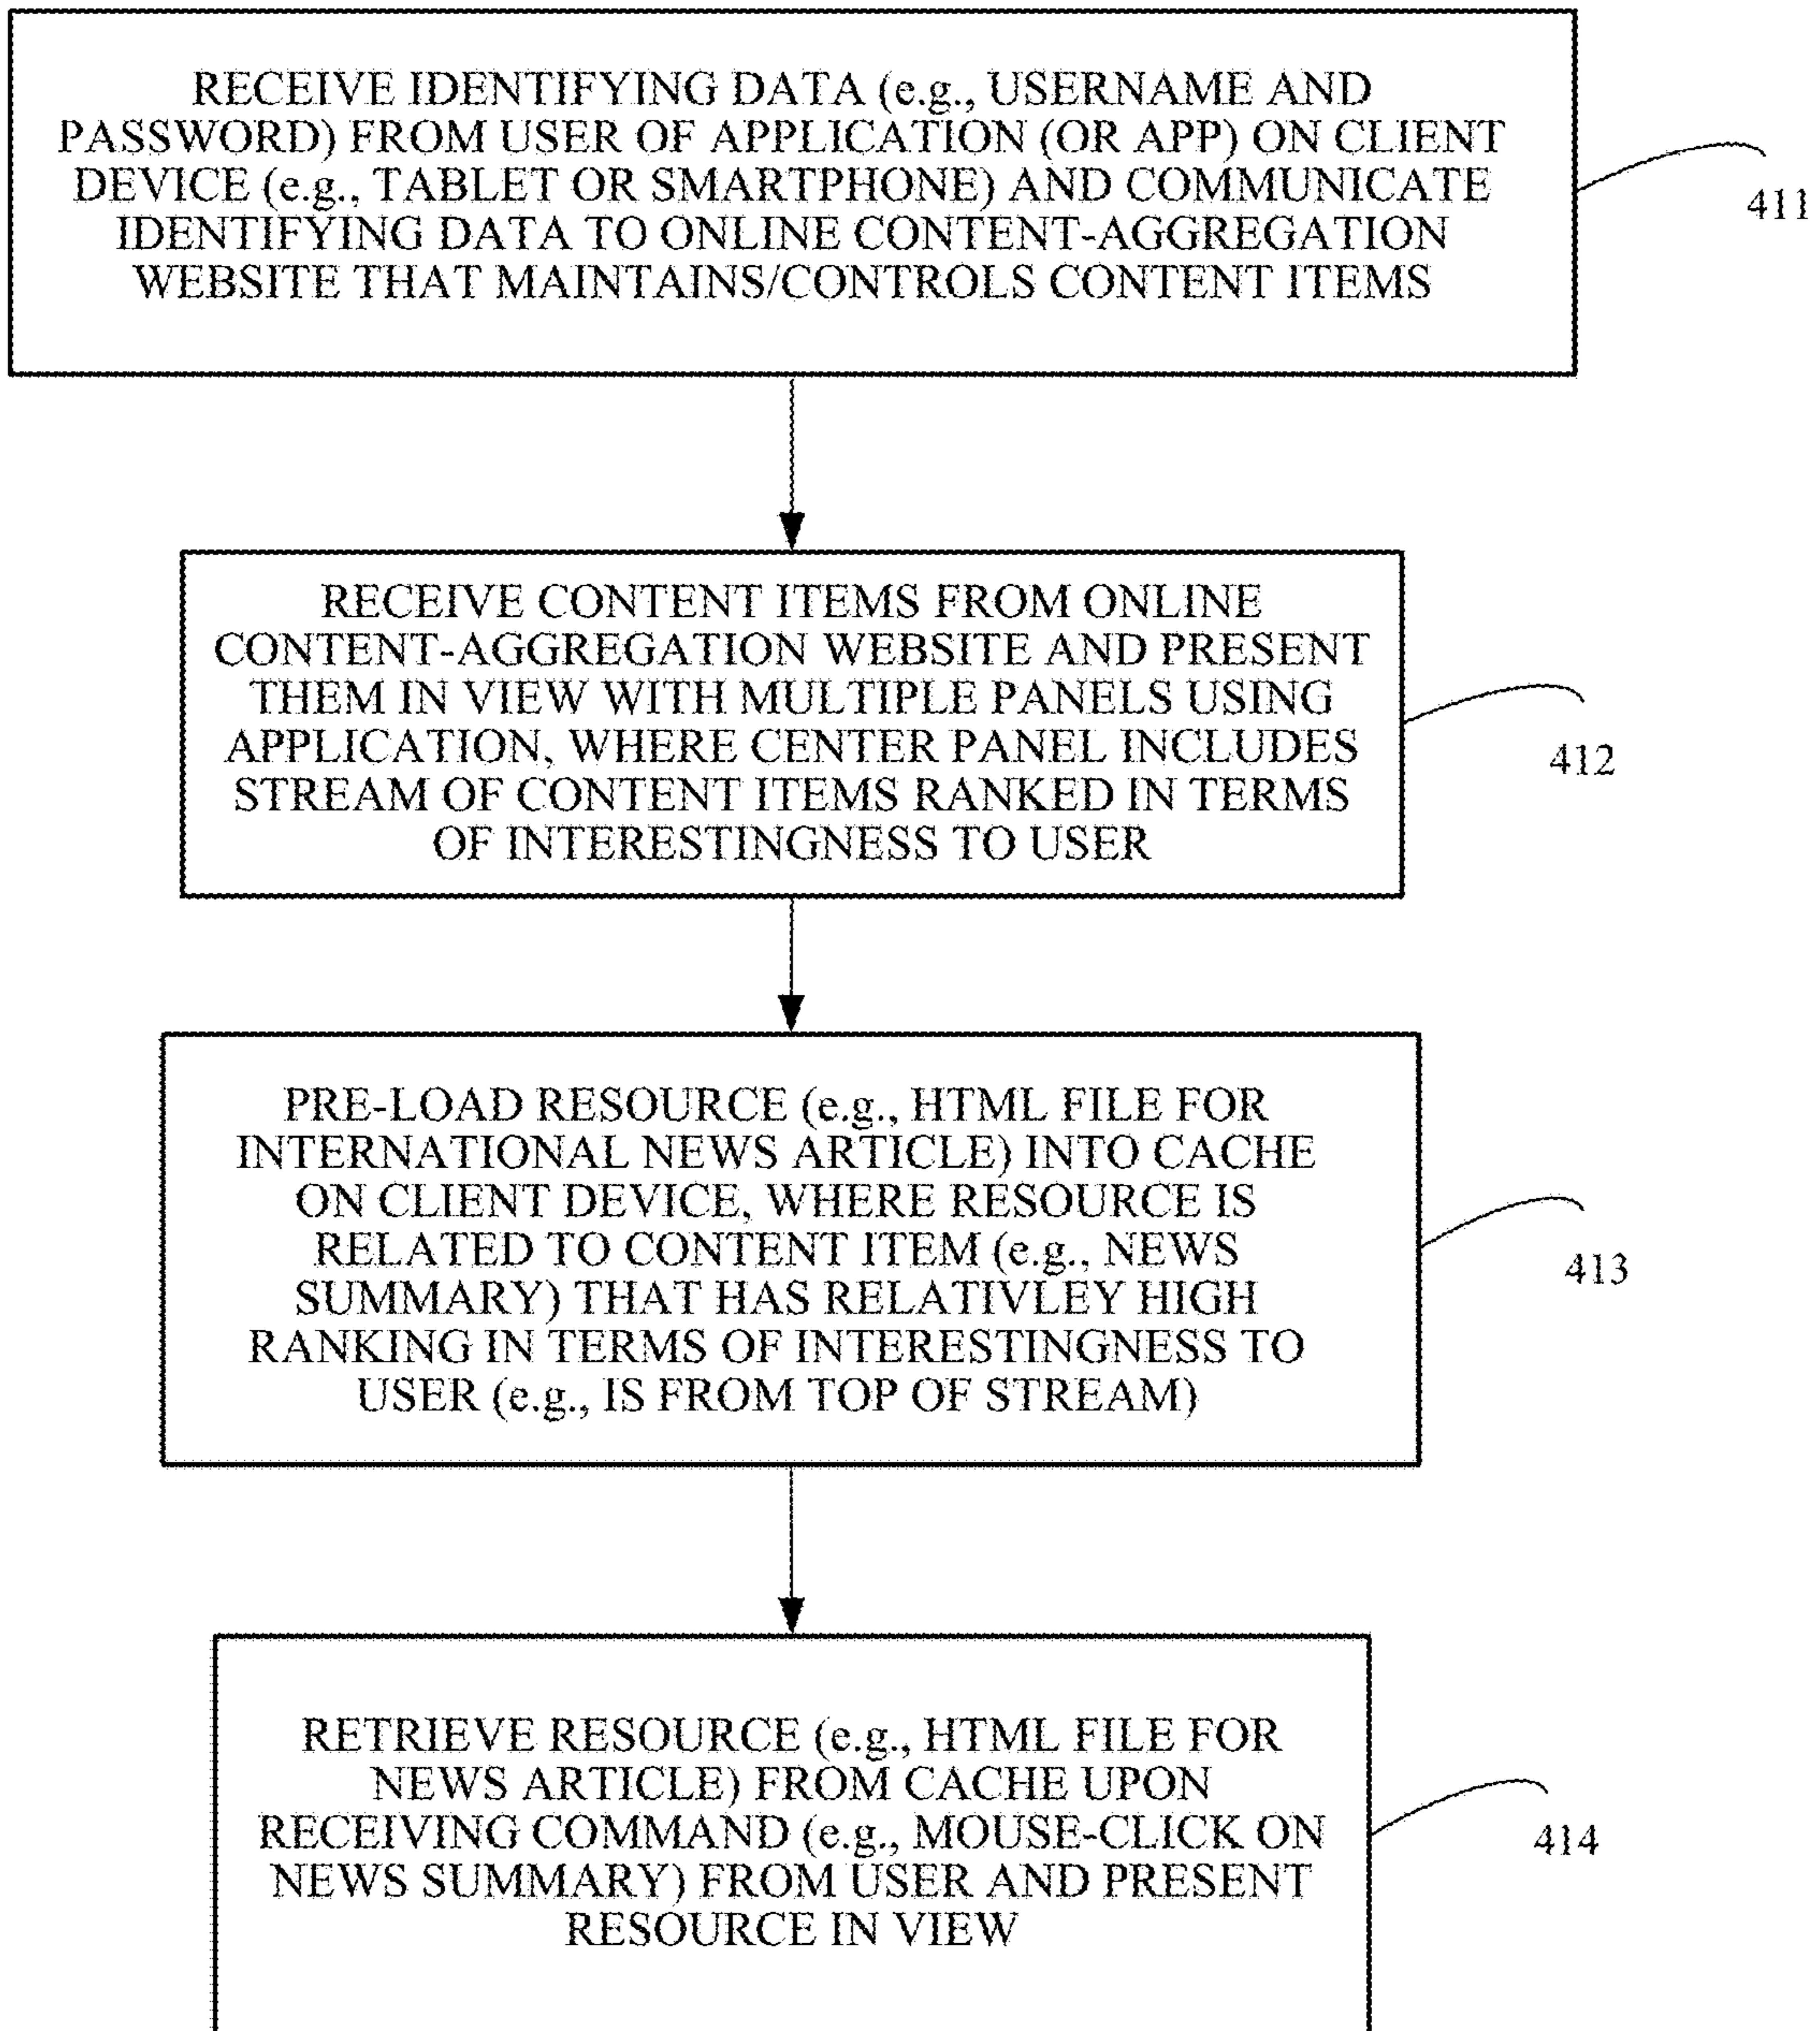 RECEIVE IDENTIFYING DATA (e.g., USERNAME AND
PASSWORD) FROM USER OF APPLICATION (OR APP) ON CLIENT
DEVICE (e.g., TABLET OR SMARTPHONE) AND COMMUNICATE
IDENTIFYING DATA TO ONLINE CONTENT-AGGREGATION
WEBSITE THAT MAINTAINS/CONTROLS CONTENT ITEMS
411
RECEIVE CONTENT ITEMS FROM ONLINE
CONTENT-AGGREGATION WEBSITE AND PRESENT
THEM IN VIEW WITH MULTIPLE PANELS USING
APPLICATION, WHERE CENTER PANEL INCLUDES
STREAM OF CONTENT ITEMS RANKED IN TERMS
OF INTERESTINGNESS TO USER
412
PRE-LOAD RESOURCE (e.g., HTML FILE FOR
INTERNATIONAL NEWS ARTICLE) INTO CACHE
ON CLIENT DEVICE, WHERE RESOURCE IS
RELATED TO CONTENT ITEM (e.g., NEWS
SUMMARY) THAT HAS RELATIVLEY HIGH
RANKING IN TERMS OF INTERESTINGNESS TO
USER (e.g., IS FROM TOP OF STREAM)
413
RETRIEVE RESOURCE (e.g., HTML FILE FOR
NEWS ARTICLE) FROM CACHE UPON
RECEIVING COMMAND (e.g., MOUSE-CLICK ON
NEWS SUMMARY) FROM USER AND PRESENT
RESOURCE IN VIEW
414